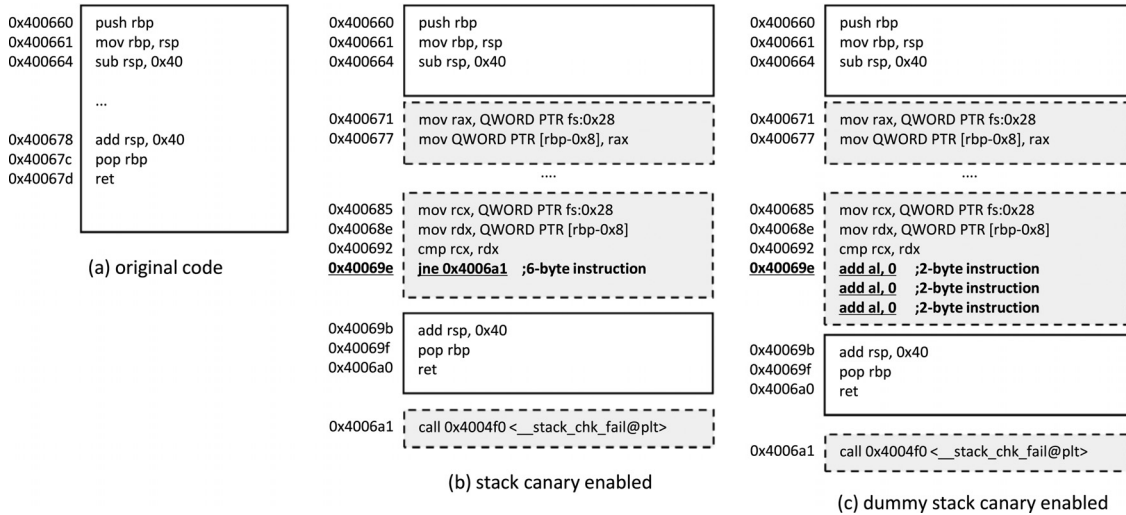 0x400660 push rbp
0x400661 mov rbp, rsp
0x400664 sub rsp, 0x40
...
0x400678 add rsp, 0x40
0x40067c pop rbp
0x40067d ret
(a) original code
0x400660 push rbp
0x400661 mov rbp, rsp
0x400664 sub rsp, 0x40
0x400671 mov rax, QWORD PTR fs:0x28
0x400677 mov QWORD PTR [rbp-0x8], rax
....
0x400685 mov rcx, QWORD PTR fs:0x28
0x40068e mov rdx, QWORD PTR [rbp-0x8]
0x400692 cmp rcx, rdx
0x40069e jne 0x4006a1 ;6-byte instruction
0x40069b add rsp, 0x40
0x40069f pop rbp
0x4006a0 ret
0x4006a1 call 0x4004f0 <__stack_chk_fail@plt>
(b) stack canary enabled
0x400660 push rbp
0x400661 mov rbp, rsp
0x400664 sub rsp, 0x40
0x400671 mov rax, QWORD PTR fs:0x28
0x400677 mov QWORD PTR [rbp-0x8], rax
....
0x400685 mov rcx, QWORD PTR fs:0x28
0x40068e mov rdx, QWORD PTR [rbp-0x8]
0x400692 cmp rcx, rdx
0x40069e add al, 0 ;2-byte instruction
add al, 0 ;2-byte instruction
add al, 0 ;2-byte instruction
0x40069b add rsp, 0x40
0x40069f pop rbp
0x4006a0 ret
0x4006a1 call 0x4004f0 <__stack_chk_fail@plt>
(c) dummy stack canary enabled